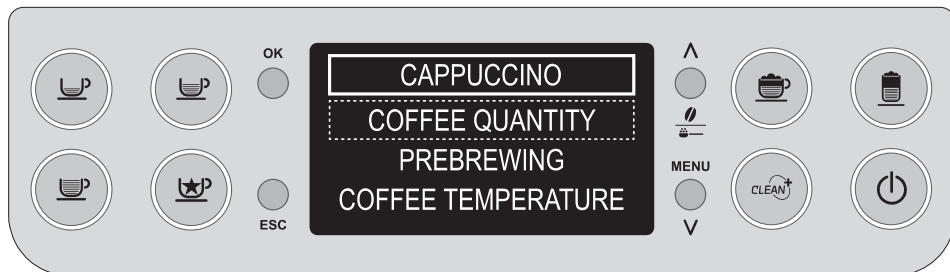 OK
CAPPUCCINO
COFFEE QUANTITY
PREBREWING
COFFEE TEMPERATURE
ESC
MENU
CLEAN+